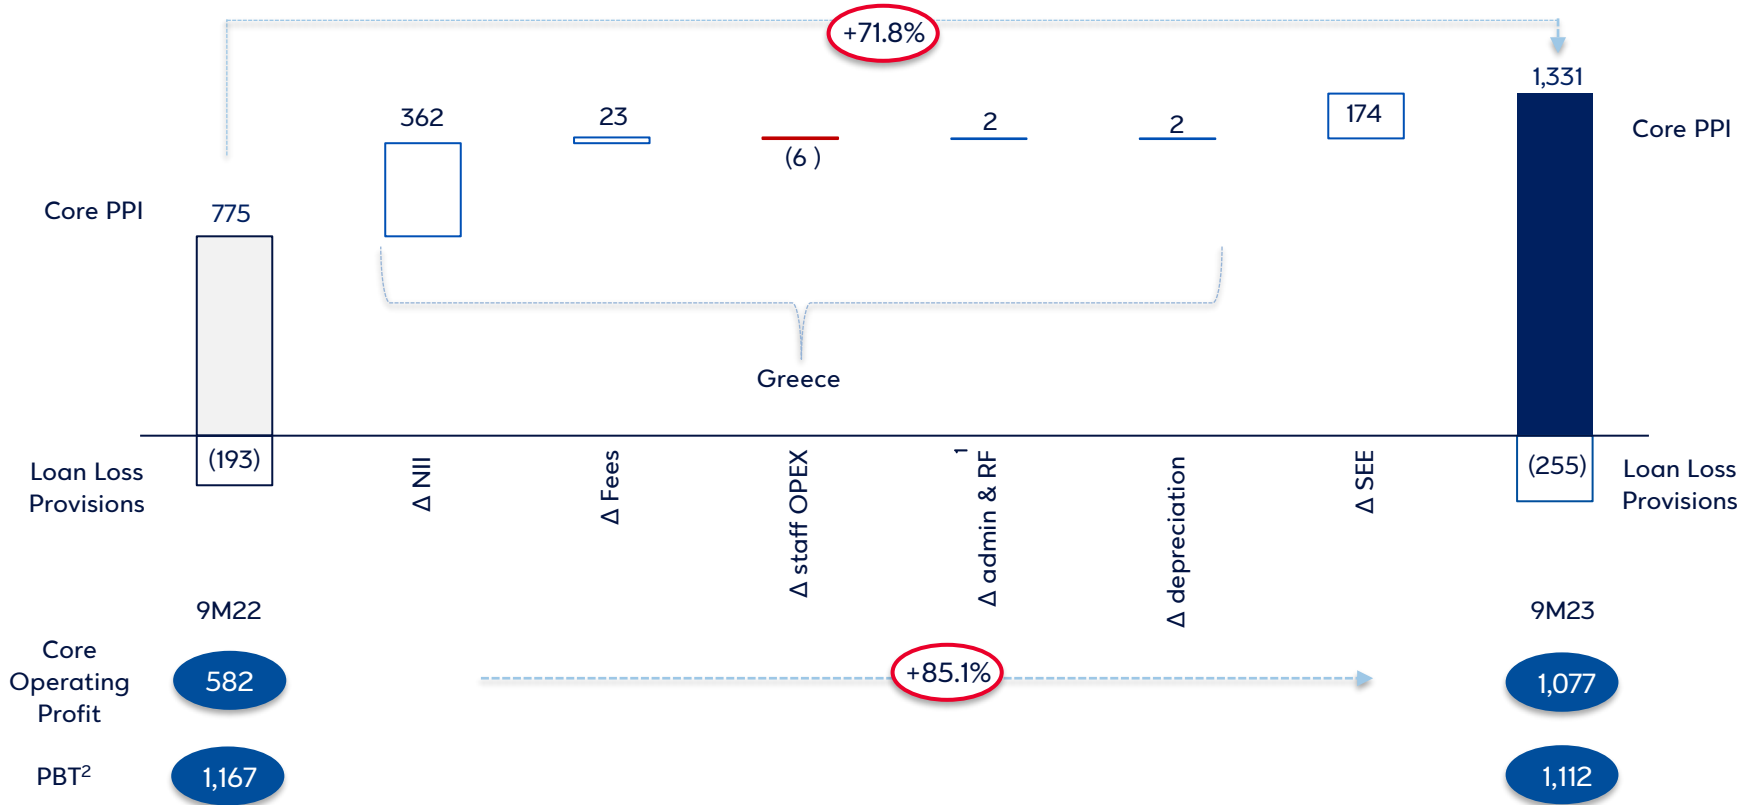 +71.8%
1,331
362
23
(6 )
2
2
174
Core PPI
Core PPI
775
Greece
(193)
(255)
Loan Loss
Provisions
Δ NII
Δ Fees
Δ staff OPEX
Δ admin & RF ¹
Δ depreciation
Δ SEE
Loan Loss
Provisions
9M22
9M23
Core
Operating
Profit
582
+85.1%
1,077
PBT²
1,167
1,112